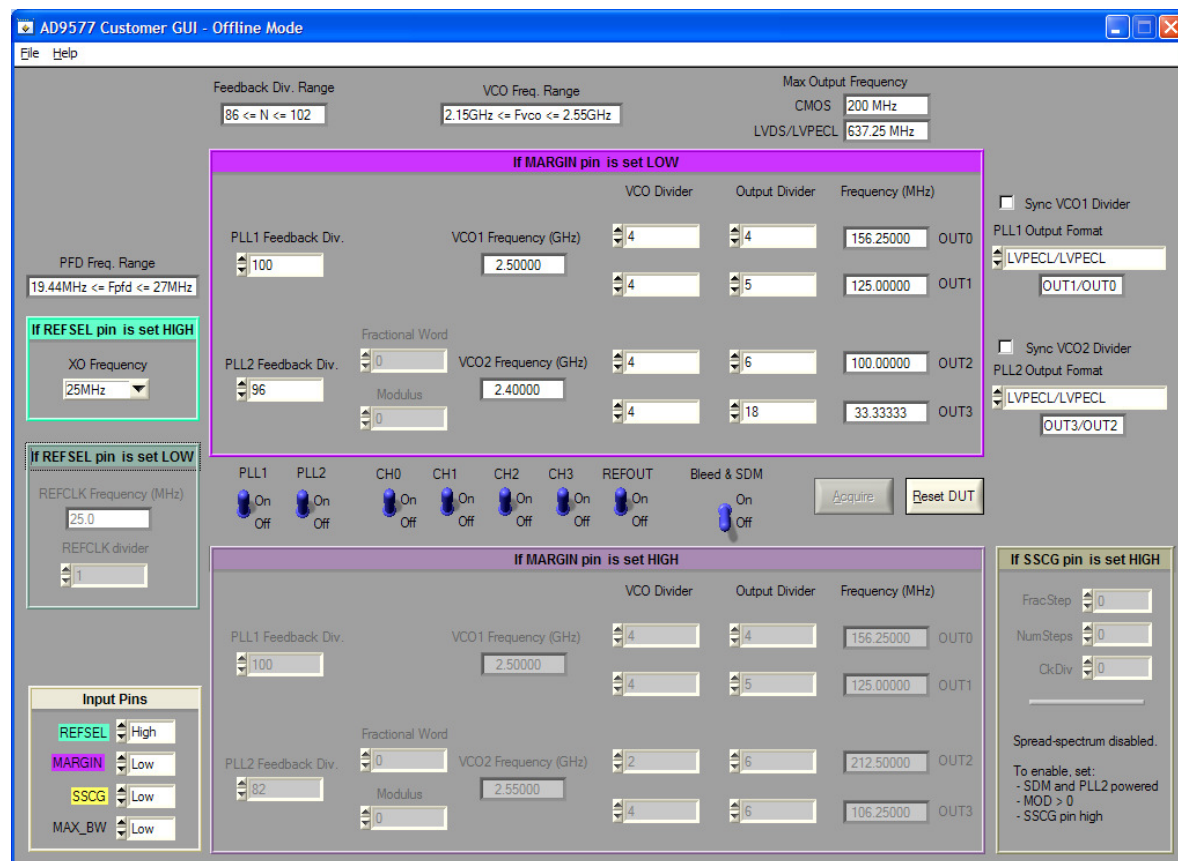 AD9577 Customer GUI - Offline Mode
File Help
Feedback Div. Range
86 <= N <= 102
VCO Freq. Range
2.15GHz <= Fvco <= 2.55GHz
Max Output Frequency
CMOS 200 MHz
LVDS/LVPECL 637.25 MHz
PFD Freq. Range
19.44MHz <= Fpfd <= 27MHz
If REFSEL pin is set HIGH
XO Frequency
25MHz
If REFSEL pin is set LOW
REFCLK Frequency (MHz)
25.0
REFCLK divider
1
If MARGIN pin is set LOW
VCO Divider Output Divider Frequency (MHz)
PLL1 Feedback Div. VCO1 Frequency (GHz) 4 4 156.25000 OUT0
100 2.50000
4 5 125.00000 OUT1
Fractional Word
0
PLL2 Feedback Div. VCO2 Frequency (GHz) 4 6 100.00000 OUT2
96 2.40000
Modulus
0
4 18 33.33333 OUT3
Sync VCO1 Divider
PLL1 Output Format
LVPECL/LVPECL
OUT1/OUT0
Sync VCO2 Divider
PLL2 Output Format
LVPECL/LVPECL
OUT3/OUT2
PLL1 PLL2 CH0 CH1 CH2 CH3 REFOUT Bleed & SDM
On On On On On On On On
Off Off Off Off Off Off Off Off
Acquire Reset DUT
If MARGIN pin is set HIGH
VCO Divider Output Divider Frequency (MHz)
PLL1 Feedback Div. VCO1 Frequency (GHz) 4 4 156.25000 OUT0
100 2.50000
4 5 125.00000 OUT1
Fractional Word
0
PLL2 Feedback Div. VCO2 Frequency (GHz) 2 6 212.50000 OUT2
82 2.55000
Modulus
0
4 6 106.25000 OUT3
If SSCG pin is set HIGH
FracStep 0
NumSteps 0
CkDiv 0
Spread-spectrum disabled.
To enable, set:
- SDM and PLL2 powered
- MOD > 0
- SSCG pin high
Input Pins
REFSEL High
MARGIN Low
SSCG Low
MAX_BW Low